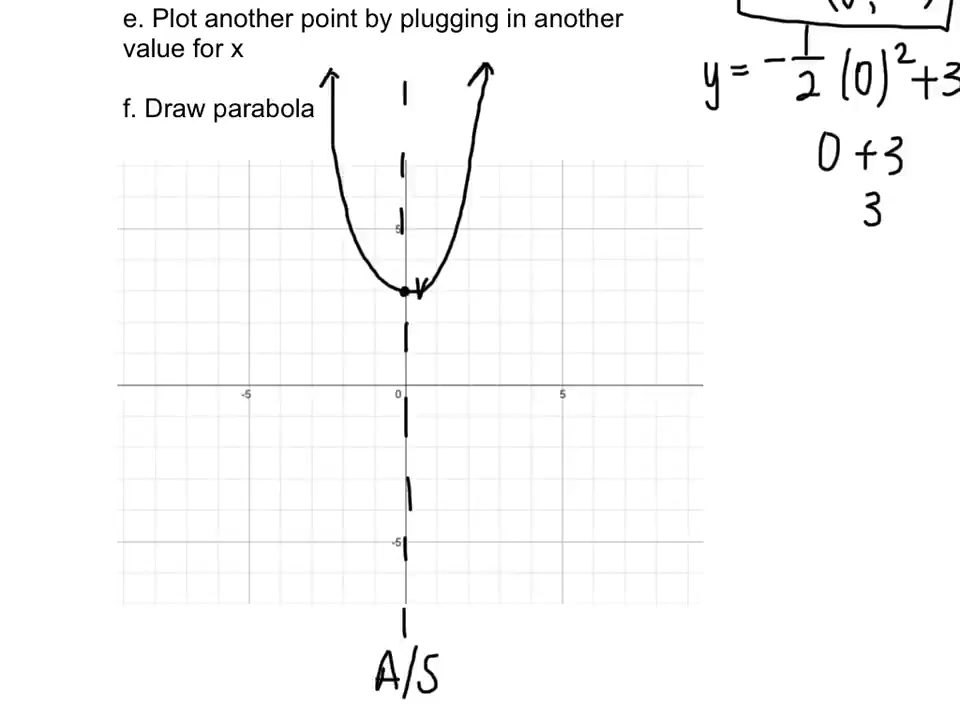 e. Plot another point by plugging in another
value for x
f. Draw parabola
y = -1/2 (0)² +3
0 +3
3
5
-5
0
5
-5
A/S